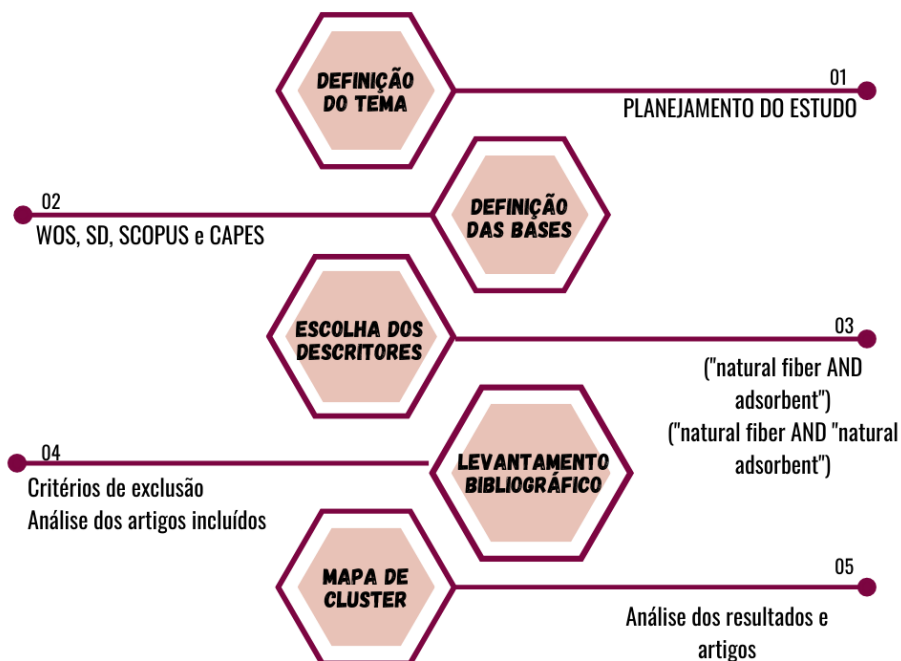 DEFINIÇÃO
DO TEMA
01
PLANEJAMENTO DO ESTUDO
02
WOS, SD, SCOPUS e CAPES
DEFINIÇÃO
DAS BASES
ESCOLHA DOS
DESCRITORES
03
("natural fiber AND
adsorbent")
("natural fiber AND "natural
adsorbent")
04
Critérios de exclusão
Análise dos artigos incluídos
LEVANTAMENTO
BIBLIOGRÁFICO
MAPA DE
CLUSTER
05
Análise dos resultados e
artigos